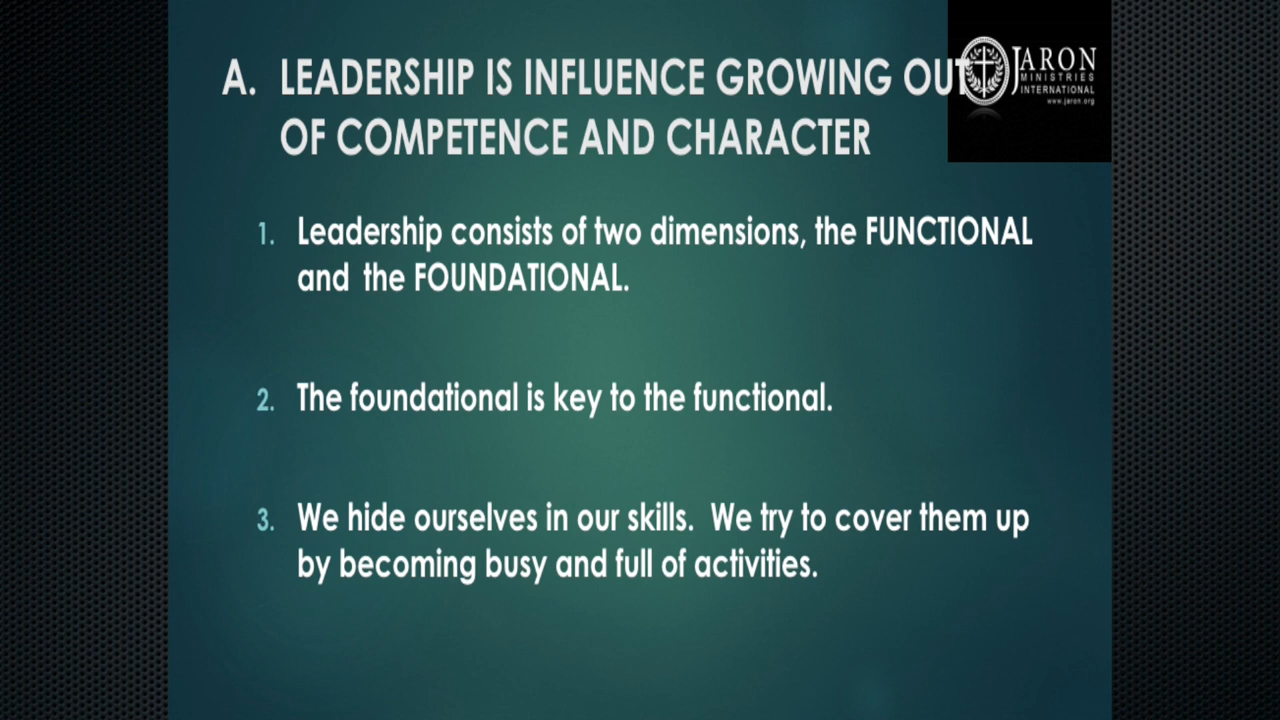 A. LEADERSHIP IS INFLUENCE GROWING OUT
OF COMPETENCE AND CHARACTER
JARON
MINISTRIES
INTERNATIONAL
www.jaron.org
1. Leadership consists of two dimensions, the FUNCTIONAL
and the FOUNDATIONAL.
2. The foundational is key to the functional.
3. We hide ourselves in our skills. We try to cover them up
by becoming busy and full of activities.